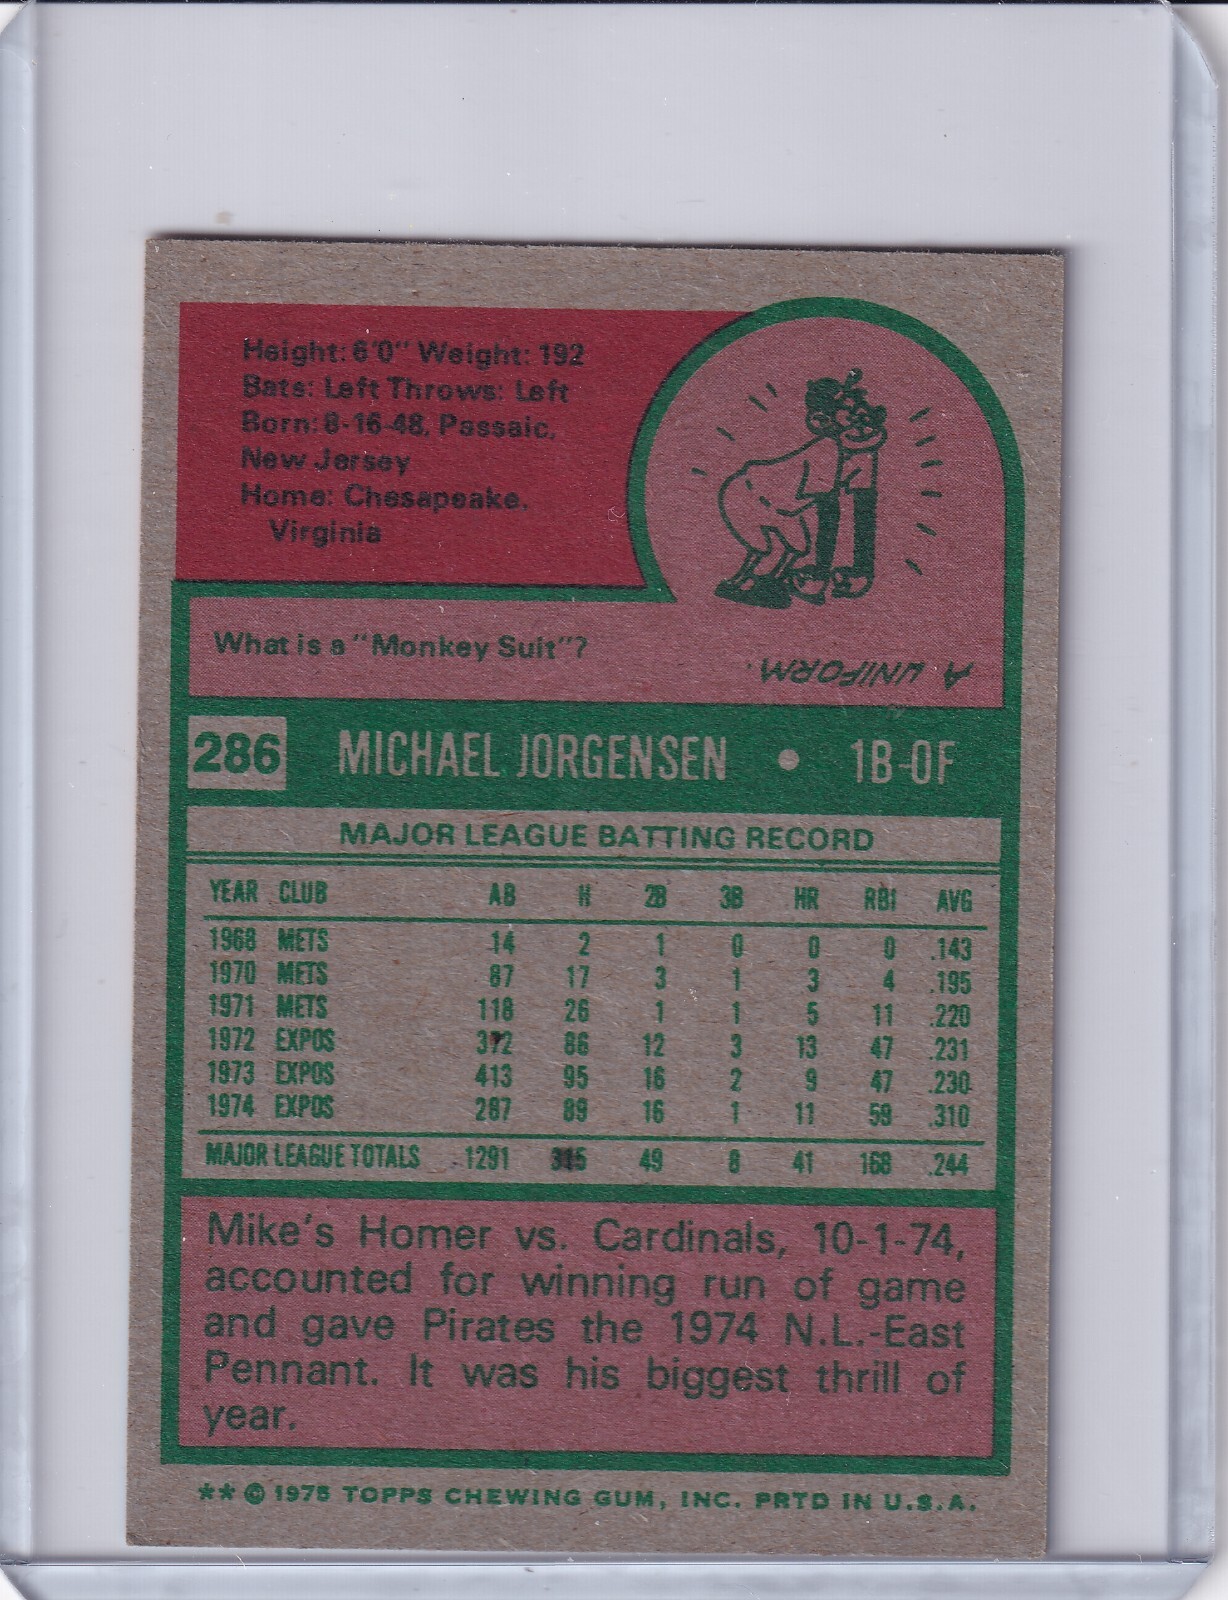 Height: 6'0" Weight: 192
Bats: Left Throws: Left
Born: 8-16-48, Passaic,
New Jersey
Home: Chesapeake,
Virginia
What is a "Monkey Suit"?
A UNIFORM.
286 MICHAEL JORGENSEN • 1B-OF
MAJOR LEAGUE BATTING RECORD
YEAR CLUB AB H 2B 3B HR RBI AVG
1968 METS 14 2 1 0 0 0 .143
1970 METS 87 17 3 1 3 4 .195
1971 METS 118 26 1 1 5 11 .220
1972 EXPOS 372 86 12 3 13 47 .231
1973 EXPOS 413 95 16 2 9 47 .230
1974 EXPOS 287 89 16 1 11 59 .310
MAJOR LEAGUE TOTALS 1291 315 49 8 41 168 .244
Mike's Homer vs. Cardinals, 10-1-74,
accounted for winning run of game
and gave Pirates the 1974 N.L.-East
Pennant. It was his biggest thrill of
year.
** © 1975 TOPPS CHEWING GUM, INC. PRTD IN U.S.A.